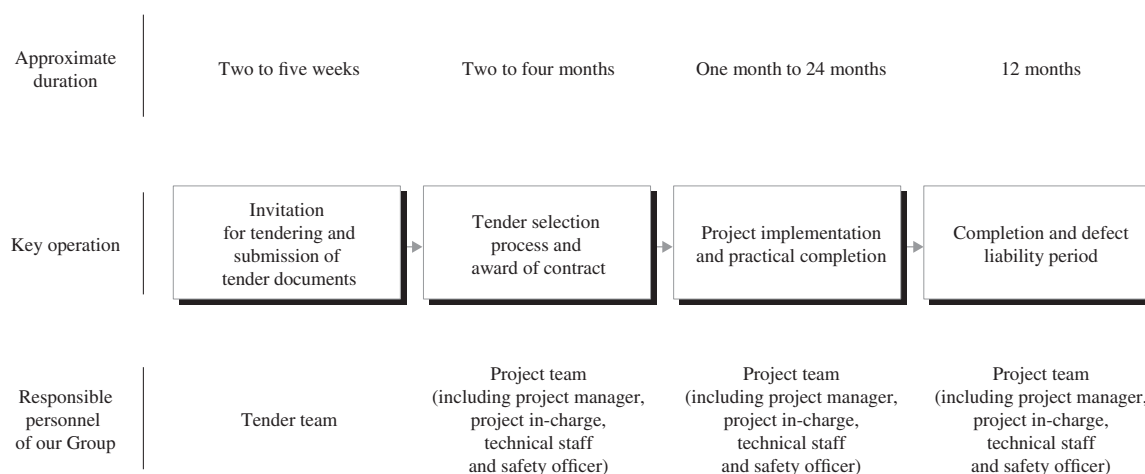 Approximate
duration
Two to five weeks
Two to four months
One month to 24 months
12 months
Key operation
Invitation
for tendering and
submission of
tender documents
Tender selection
process and
award of contract
Project implementation
and practical completion
Completion and defect
liability period
Responsible
personnel
of our Group
Tender team
Project team
(including project manager,
project in-charge,
technical staff
and safety officer)
Project team
(including project manager,
project in-charge,
technical staff
and safety officer)
Project team
(including project manager,
project in-charge,
technical staff
and safety officer)